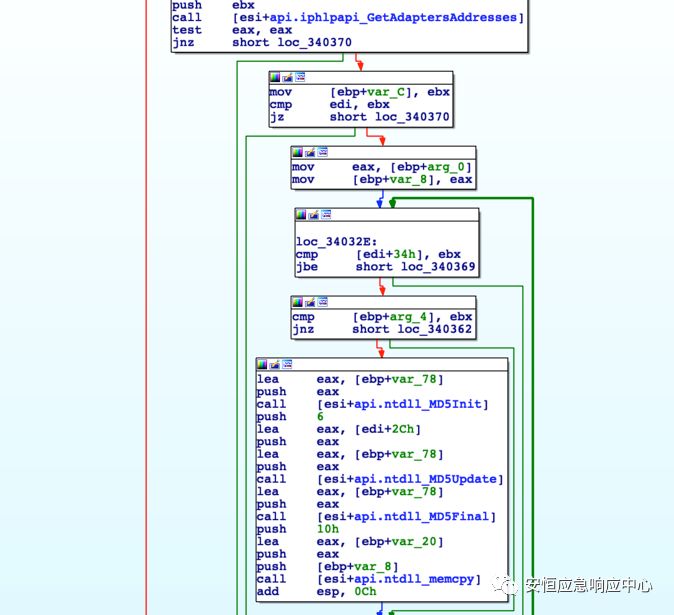 push    ebx
call    [esi+api.iphlpapi_GetAdaptersAddresses]
test    eax, eax
jnz     short loc_340370
mov     [ebp+var_C], ebx
cmp     edi, ebx
jz      short loc_340370
mov     eax, [ebp+arg_0]
mov     [ebp+var_8], eax
loc_34032E:
cmp     [edi+34h], ebx
jbe     short loc_340369
cmp     [ebp+arg_4], ebx
jnz     short loc_340362
lea     eax, [ebp+var_78]
push    eax
call    [esi+api.ntdll_MD5Init]
push    6
lea     eax, [edi+2Ch]
push    eax
lea     eax, [ebp+var_78]
push    eax
call    [esi+api.ntdll_MD5Update]
lea     eax, [ebp+var_78]
push    eax
call    [esi+api.ntdll_MD5Final]
push    10h
lea     eax, [ebp+var_20]
push    eax
push    [ebp+var_8]
call    [esi+api.ntdll_memcpy]
add     esp, 0Ch
安恒应急响应中心